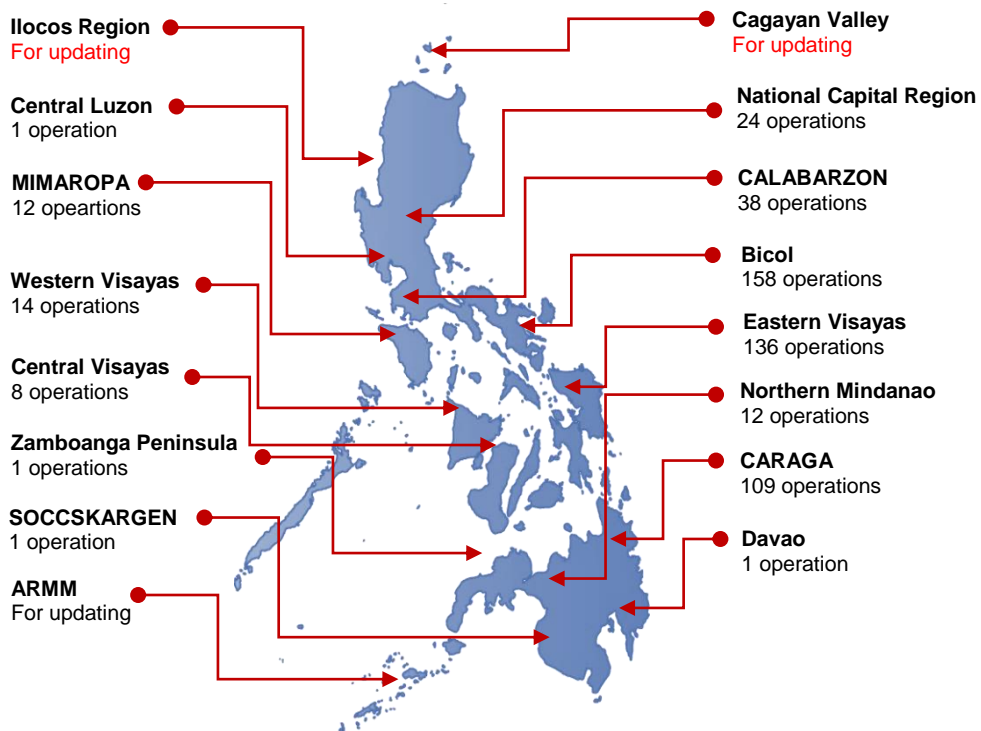 Ilocos Region
For updating
Central Luzon
1 operation
MIMAROPA
12 opeartions
Western Visayas
14 operations
Central Visayas
8 operations
Zamboanga Peninsula
1 operations
SOCCSKARGEN
1 operation
ARMM
For updating
Cagayan Valley
For updating
National Capital Region
24 operations
CALABARZON
38 operations
Bicol
158 operations
Eastern Visayas
136 operations
Northern Mindanao
12 operations
CARAGA
109 operations
Davao
1 operation